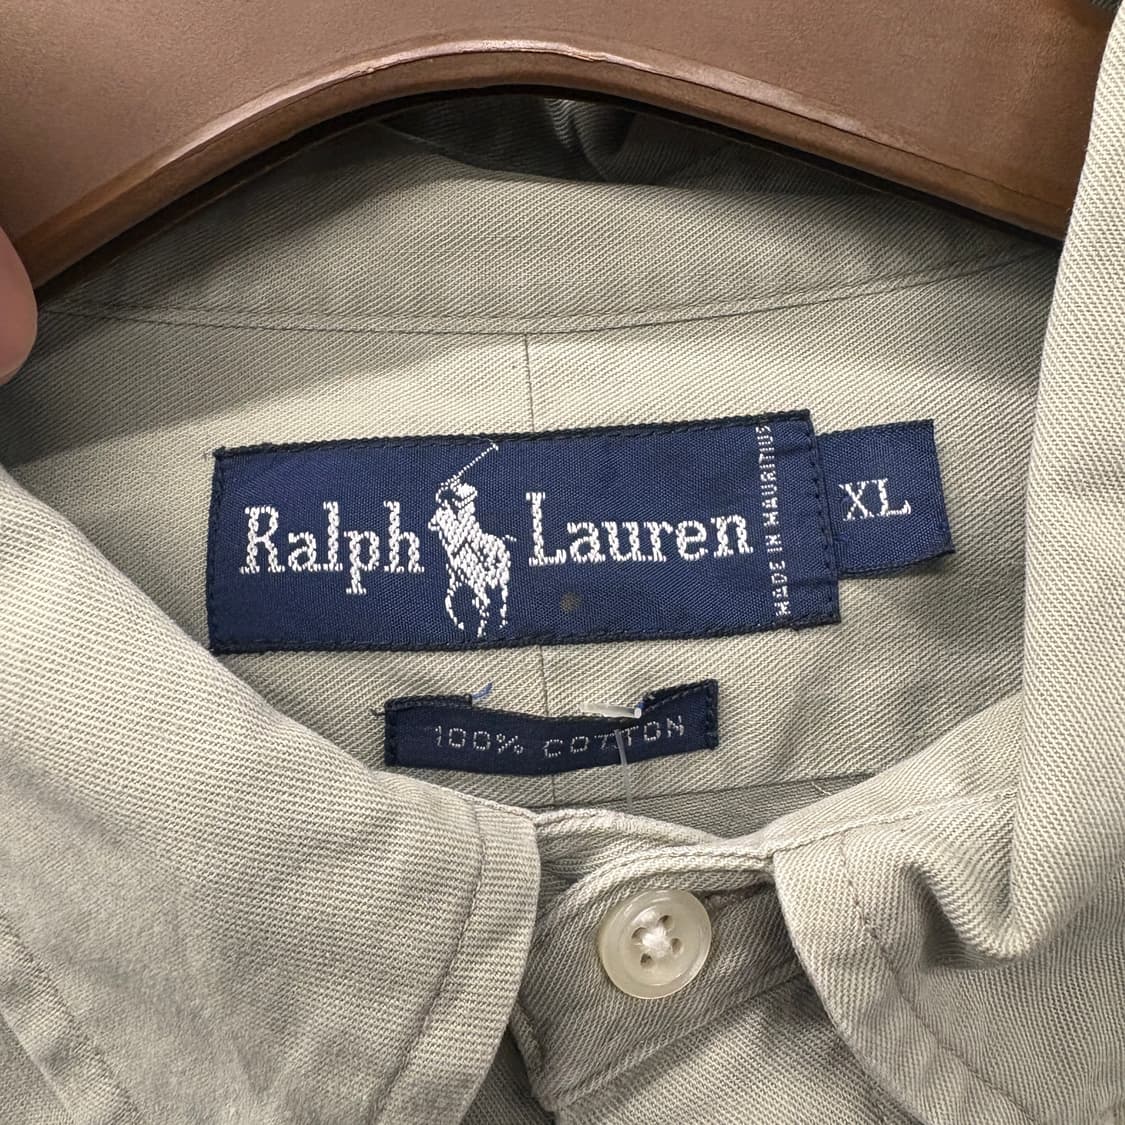 Ralph Lauren
MADE IN MAURITIUS
XL
100% COTTON